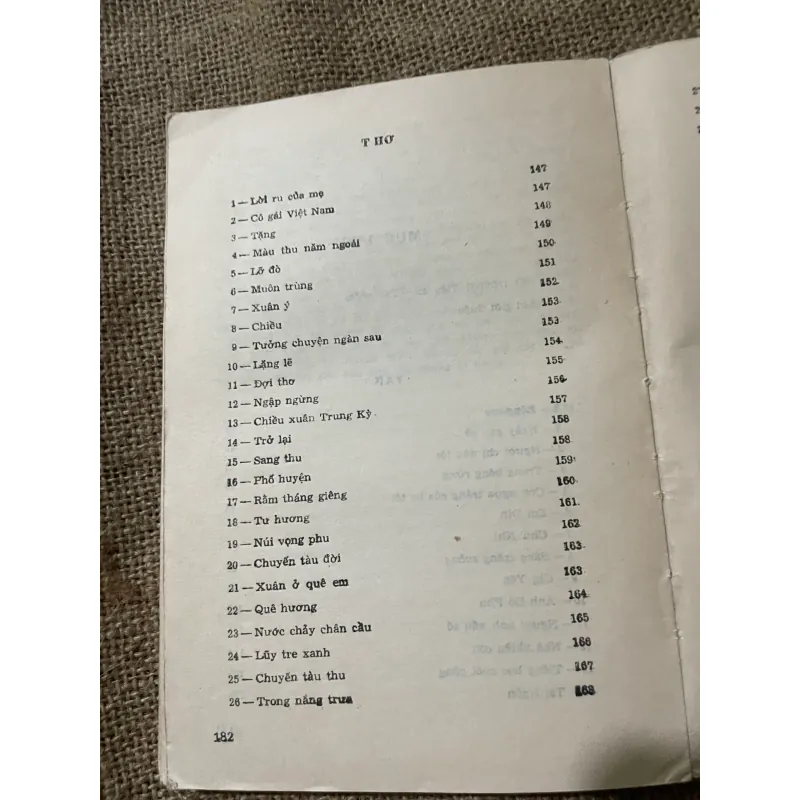 THƠ
1 — Lời ru của mẹ 147
2 — Cô gái Việt Nam 147
3 — Tặng 148
4 — Màu thu năm ngoái 149
5 — Lỡ đò 150
6 — Muôn trùng 151
7 — Xuân ý 152
8 — Chiều 153
9 — Tưởng chuyện ngàn sau 153
10 — Lặng lẽ 154
11 — Đợi thơ 155
12 — Ngập ngừng 156
13 — Chiều xuân Trung Kỳ 157
14 — Trở lại 158
15 — Sang thu 158
16 — Phố huyện 159
17 — Rằm tháng giêng 160
18 — Tư hương 161
19 — Núi vọng phu 162
20 — Chuyến tàu đời 163
21 — Xuân ở quê em 163
22 — Quê hương 164
23 — Nước chảy chân cầu 165
24 — Lũy tre xanh 166
25 — Chuyến tàu thu 167
26 — Trong nắng trưa 168
182